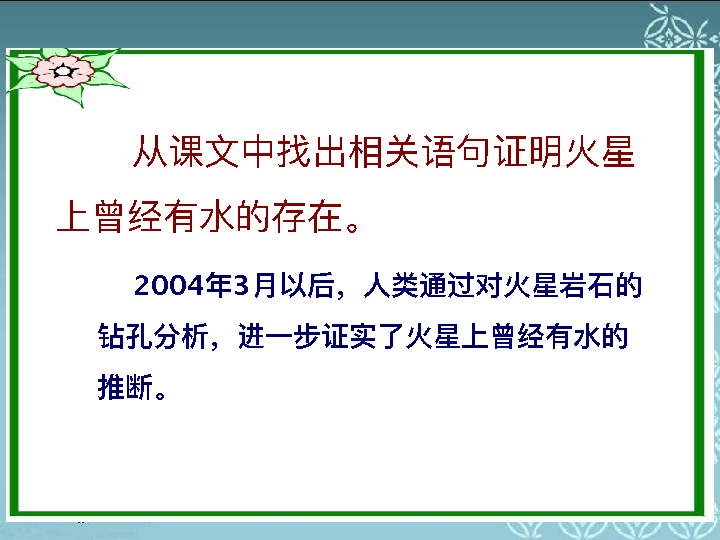 从课文中找出相关语句证明火星
上曾经有水的存在。
2004年3月以后，人类通过对火星岩石的
钻孔分析，进一步证实了火星上曾经有水的
推断。